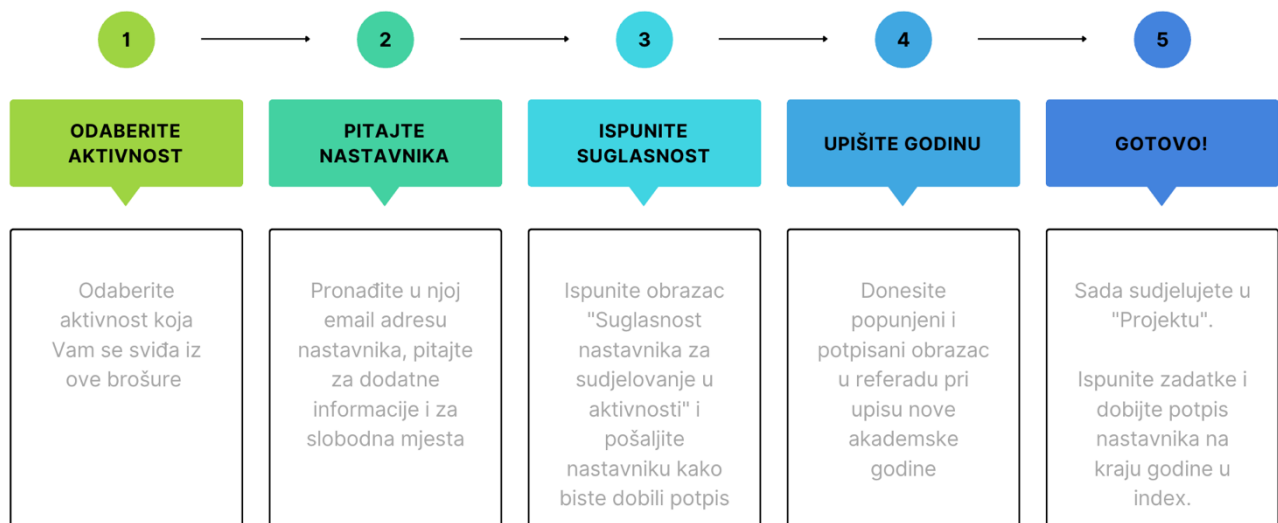 1
2
3
4
5
ODABERITE
AKTIVNOST
PITAJTE
NASTAVNIKA
ISPUNITE
SUGLASNOST
UPIŠITE GODINU
GOTOVO!
Odaberite
aktivnost koja
Vam se sviđa iz
ove brošure
Pronađite u njoj
email adresu
nastavnika, pitajte
za dodatne
informacije i za
slobodna mjesta
Ispunite obrazac
"Suglasnost
nastavnika za
sudjelovanje u
aktivnosti" i
pošaljite
nastavniku kako
biste dobili potpis
Donesite
popunjeni i
potpisani obrazac
u referadu pri
upisu nove
akademske
godine
Sada sudjelujete u
"Projektu".
Ispunite zadatke i
dobijte potpis
nastavnika na
kraju godine u
index.